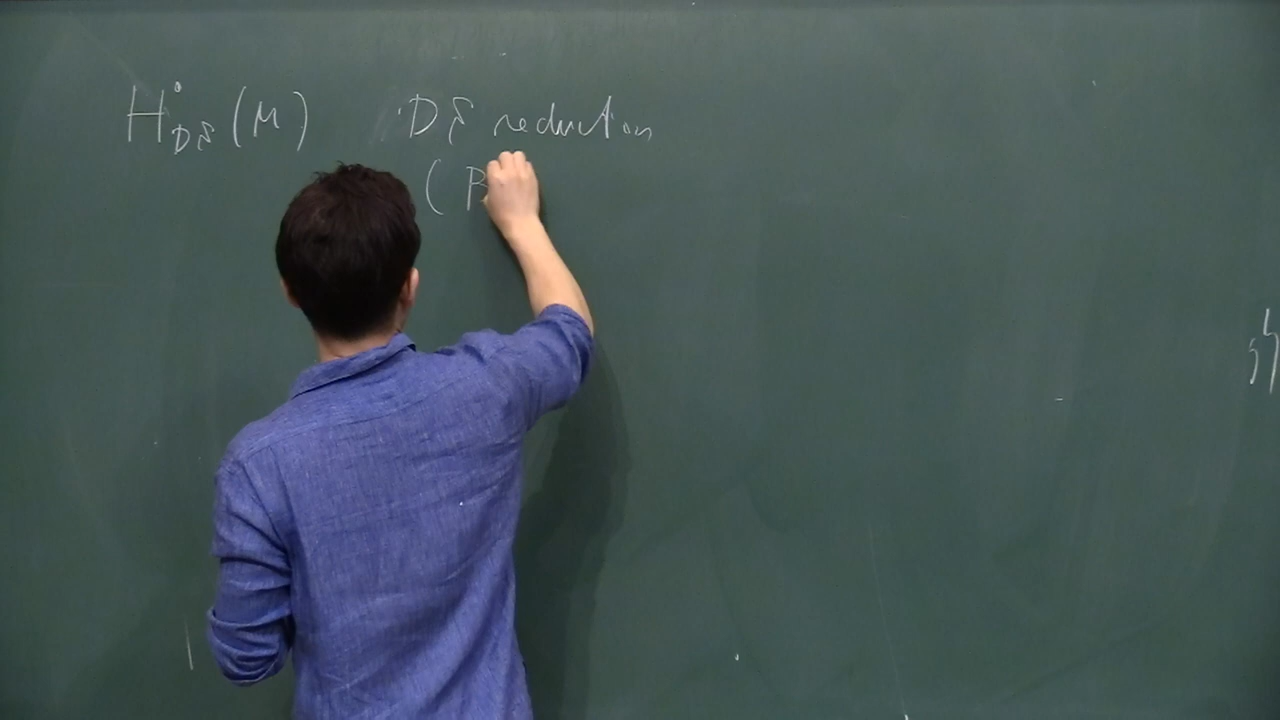 H^•_{DS}(M) DS reduction
( B